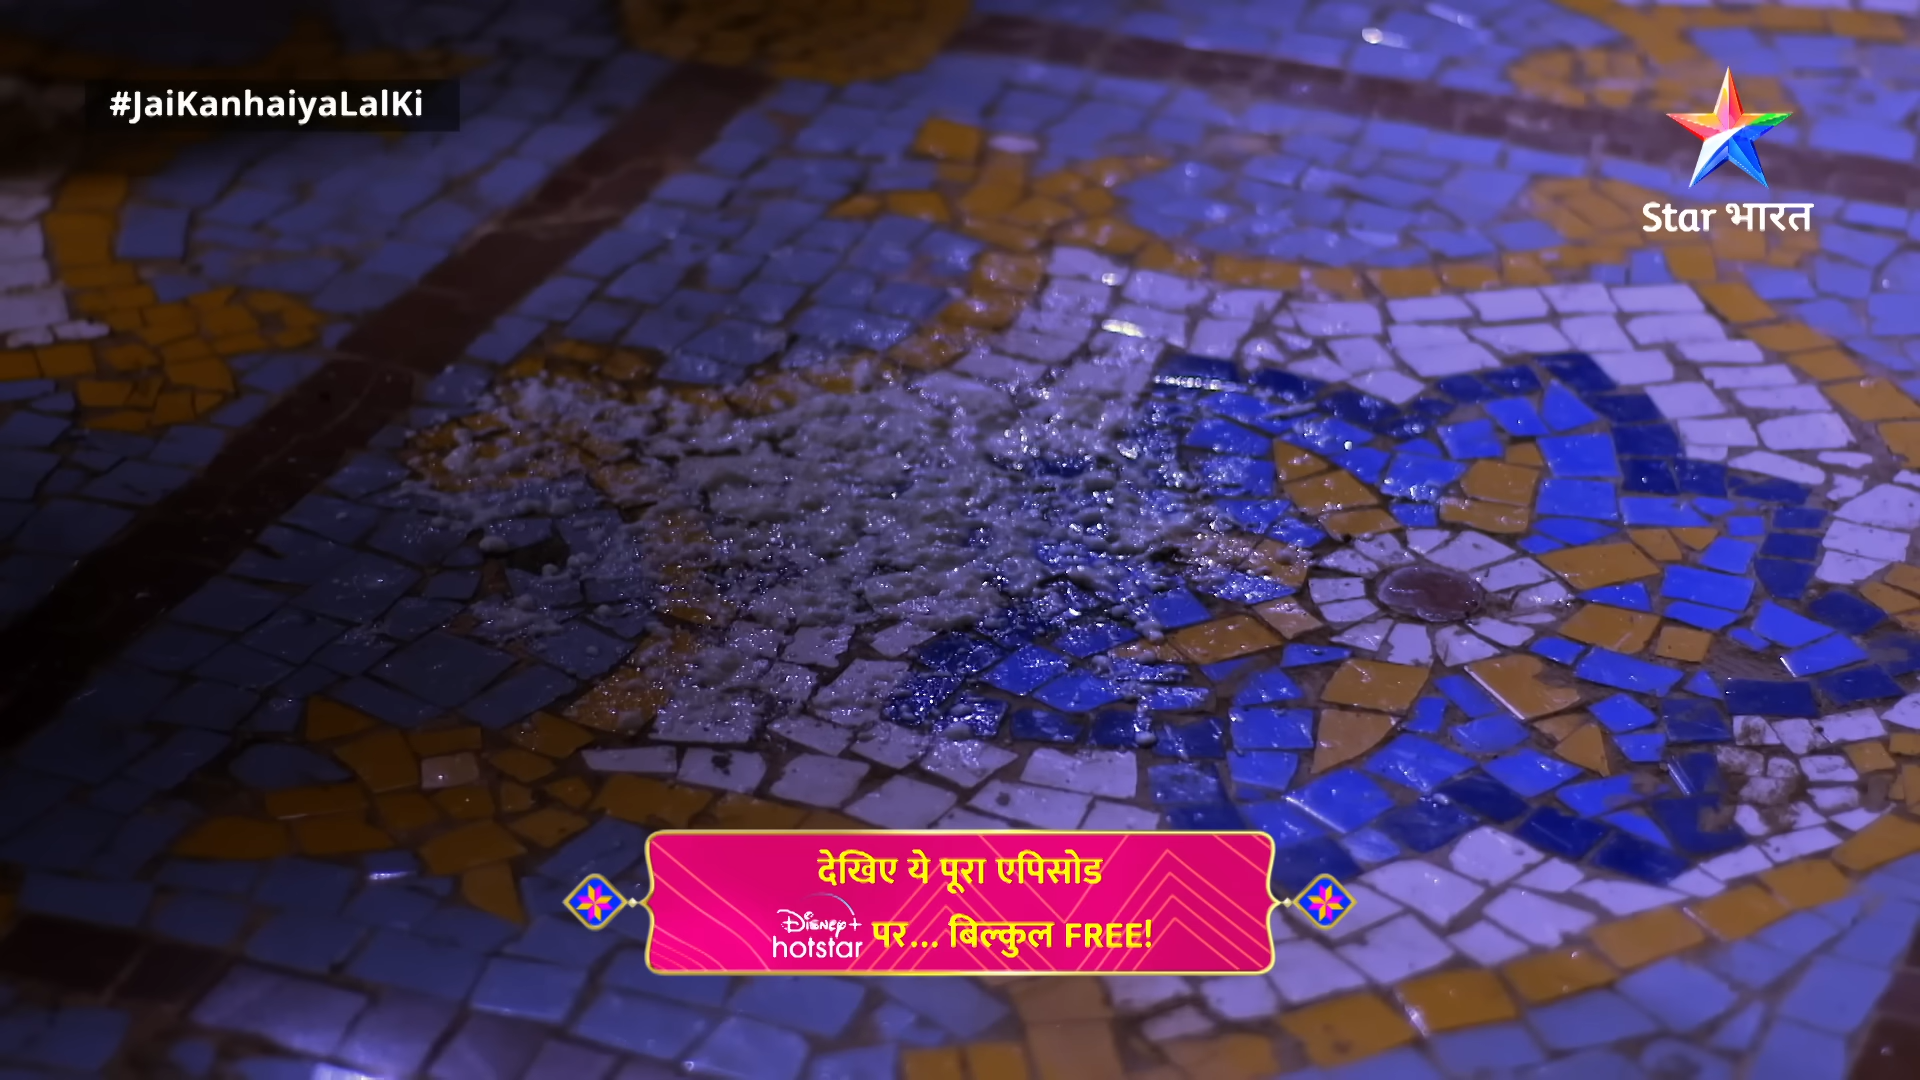 #JaiKanhaiyaLalKi
Star भारत
देखिए ये पूरा एपिसोड
Disney+ hotstar पर... बिल्कुल FREE!